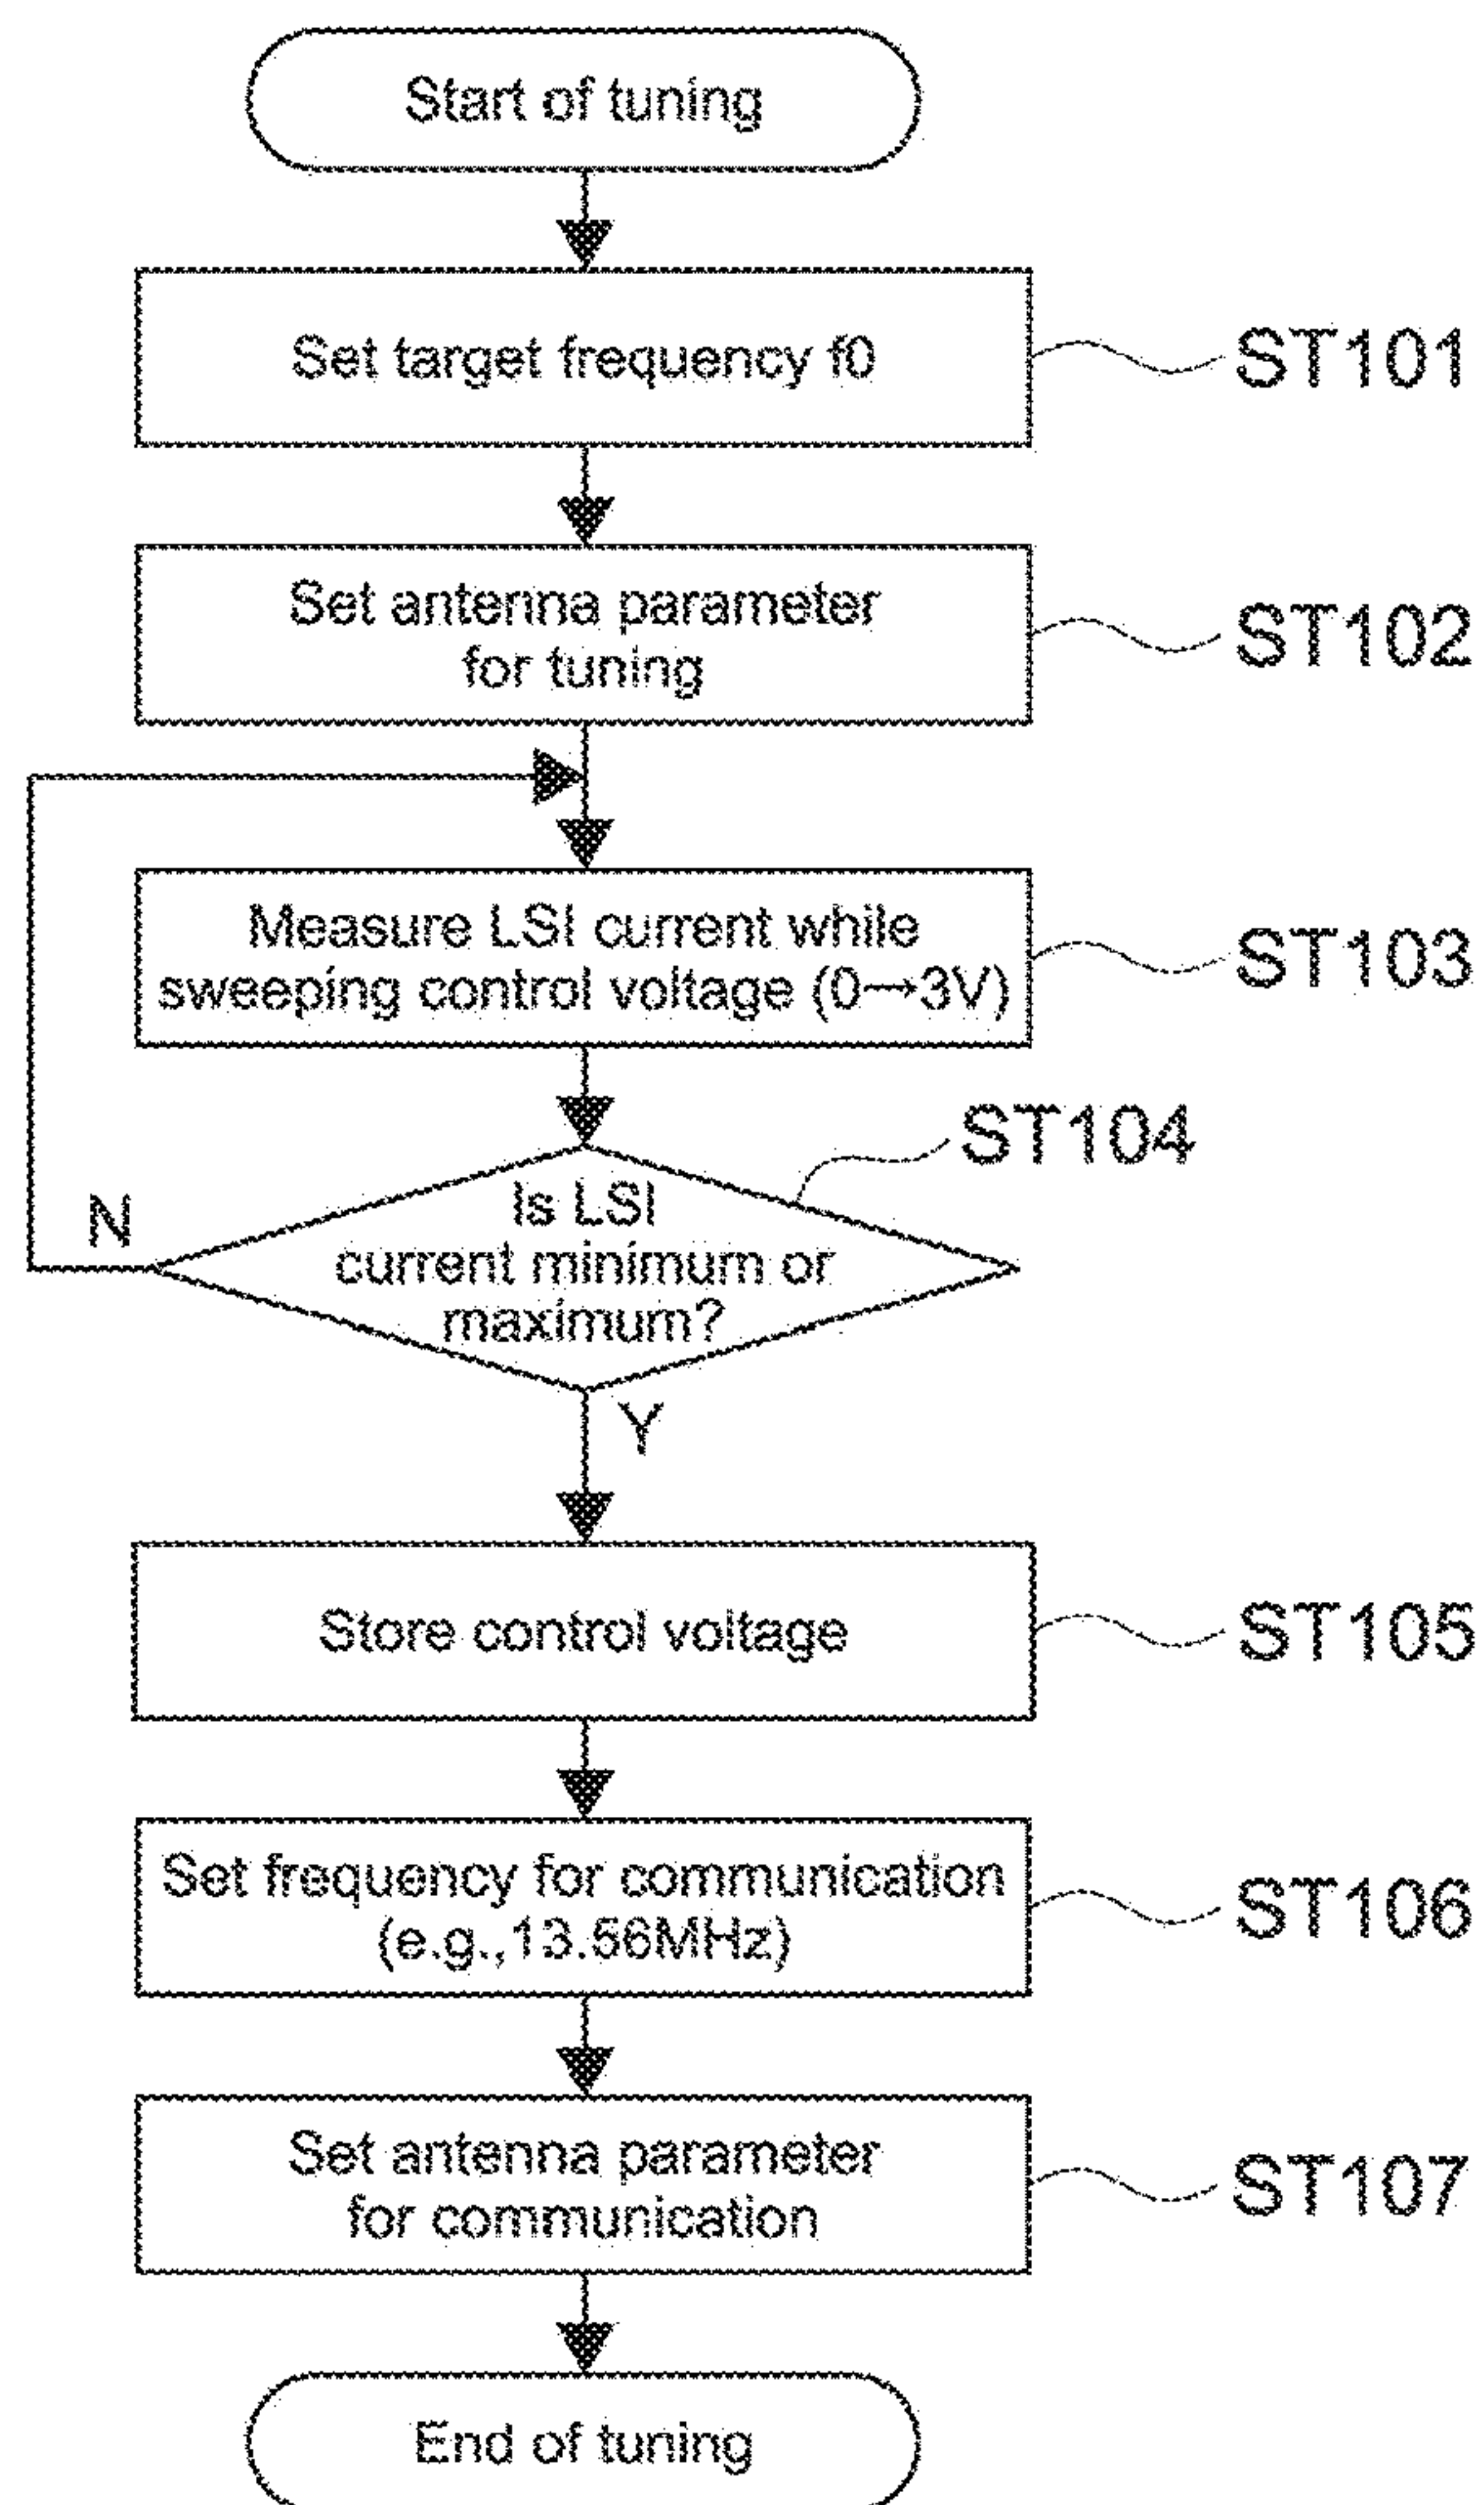 Start of tuning
Set target frequency f0
ST101
Set antenna parameter
for tuning
ST102
Measure LSI current while
sweeping control voltage (0→3V)
ST103
ST104
Is LSI
current minimum or
maximum?
N
Y
Store control voltage
ST105
Set frequency for communication
(e.g.,13.56MHz)
ST106
Set antenna parameter
for communication
ST107
End of tuning